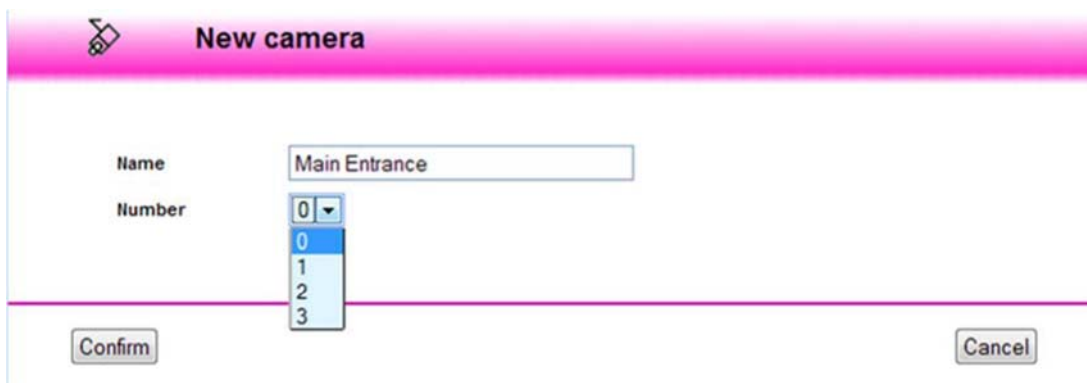 New camera
Name Main Entrance
Number 0
0
1
2
3
Confirm Cancel